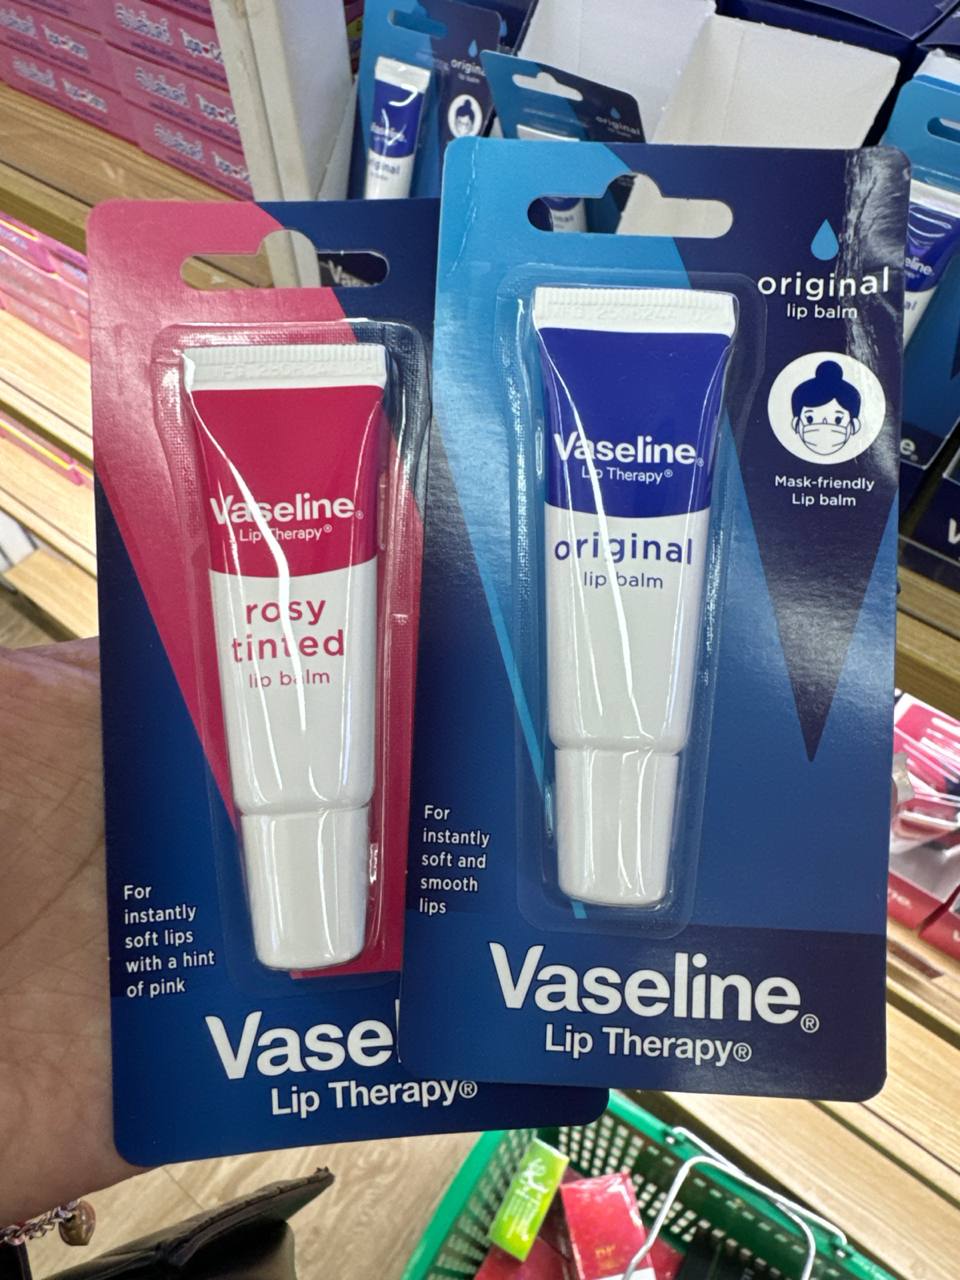 original
Vaseline®
Lip Therapy®
rosy
tinted
lip balm
For
instantly
soft lips
with a hint
of pink
Vase
Lip Therapy®
original
lip balm
Mask-friendly
Lip balm
Vaseline®
Lip Therapy®
original
lip balm
For
instantly
soft and
smooth
lips
Vaseline®
Lip Therapy®